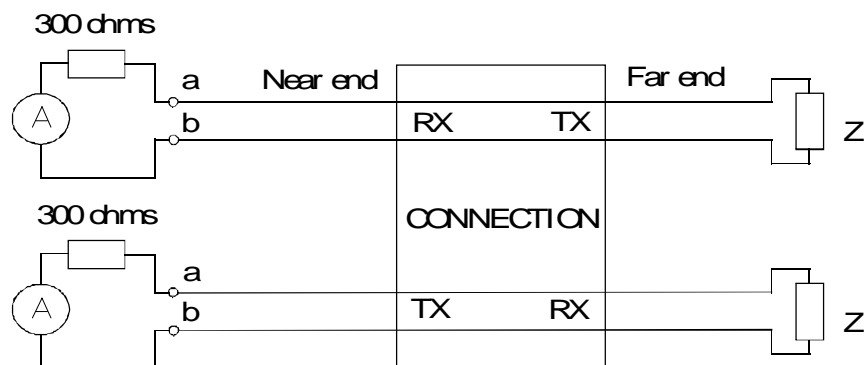 300 ohms
a Near end Far end
A
b RX TX Z
300 ohms
CONNECTION
a
A
b TX RX Z